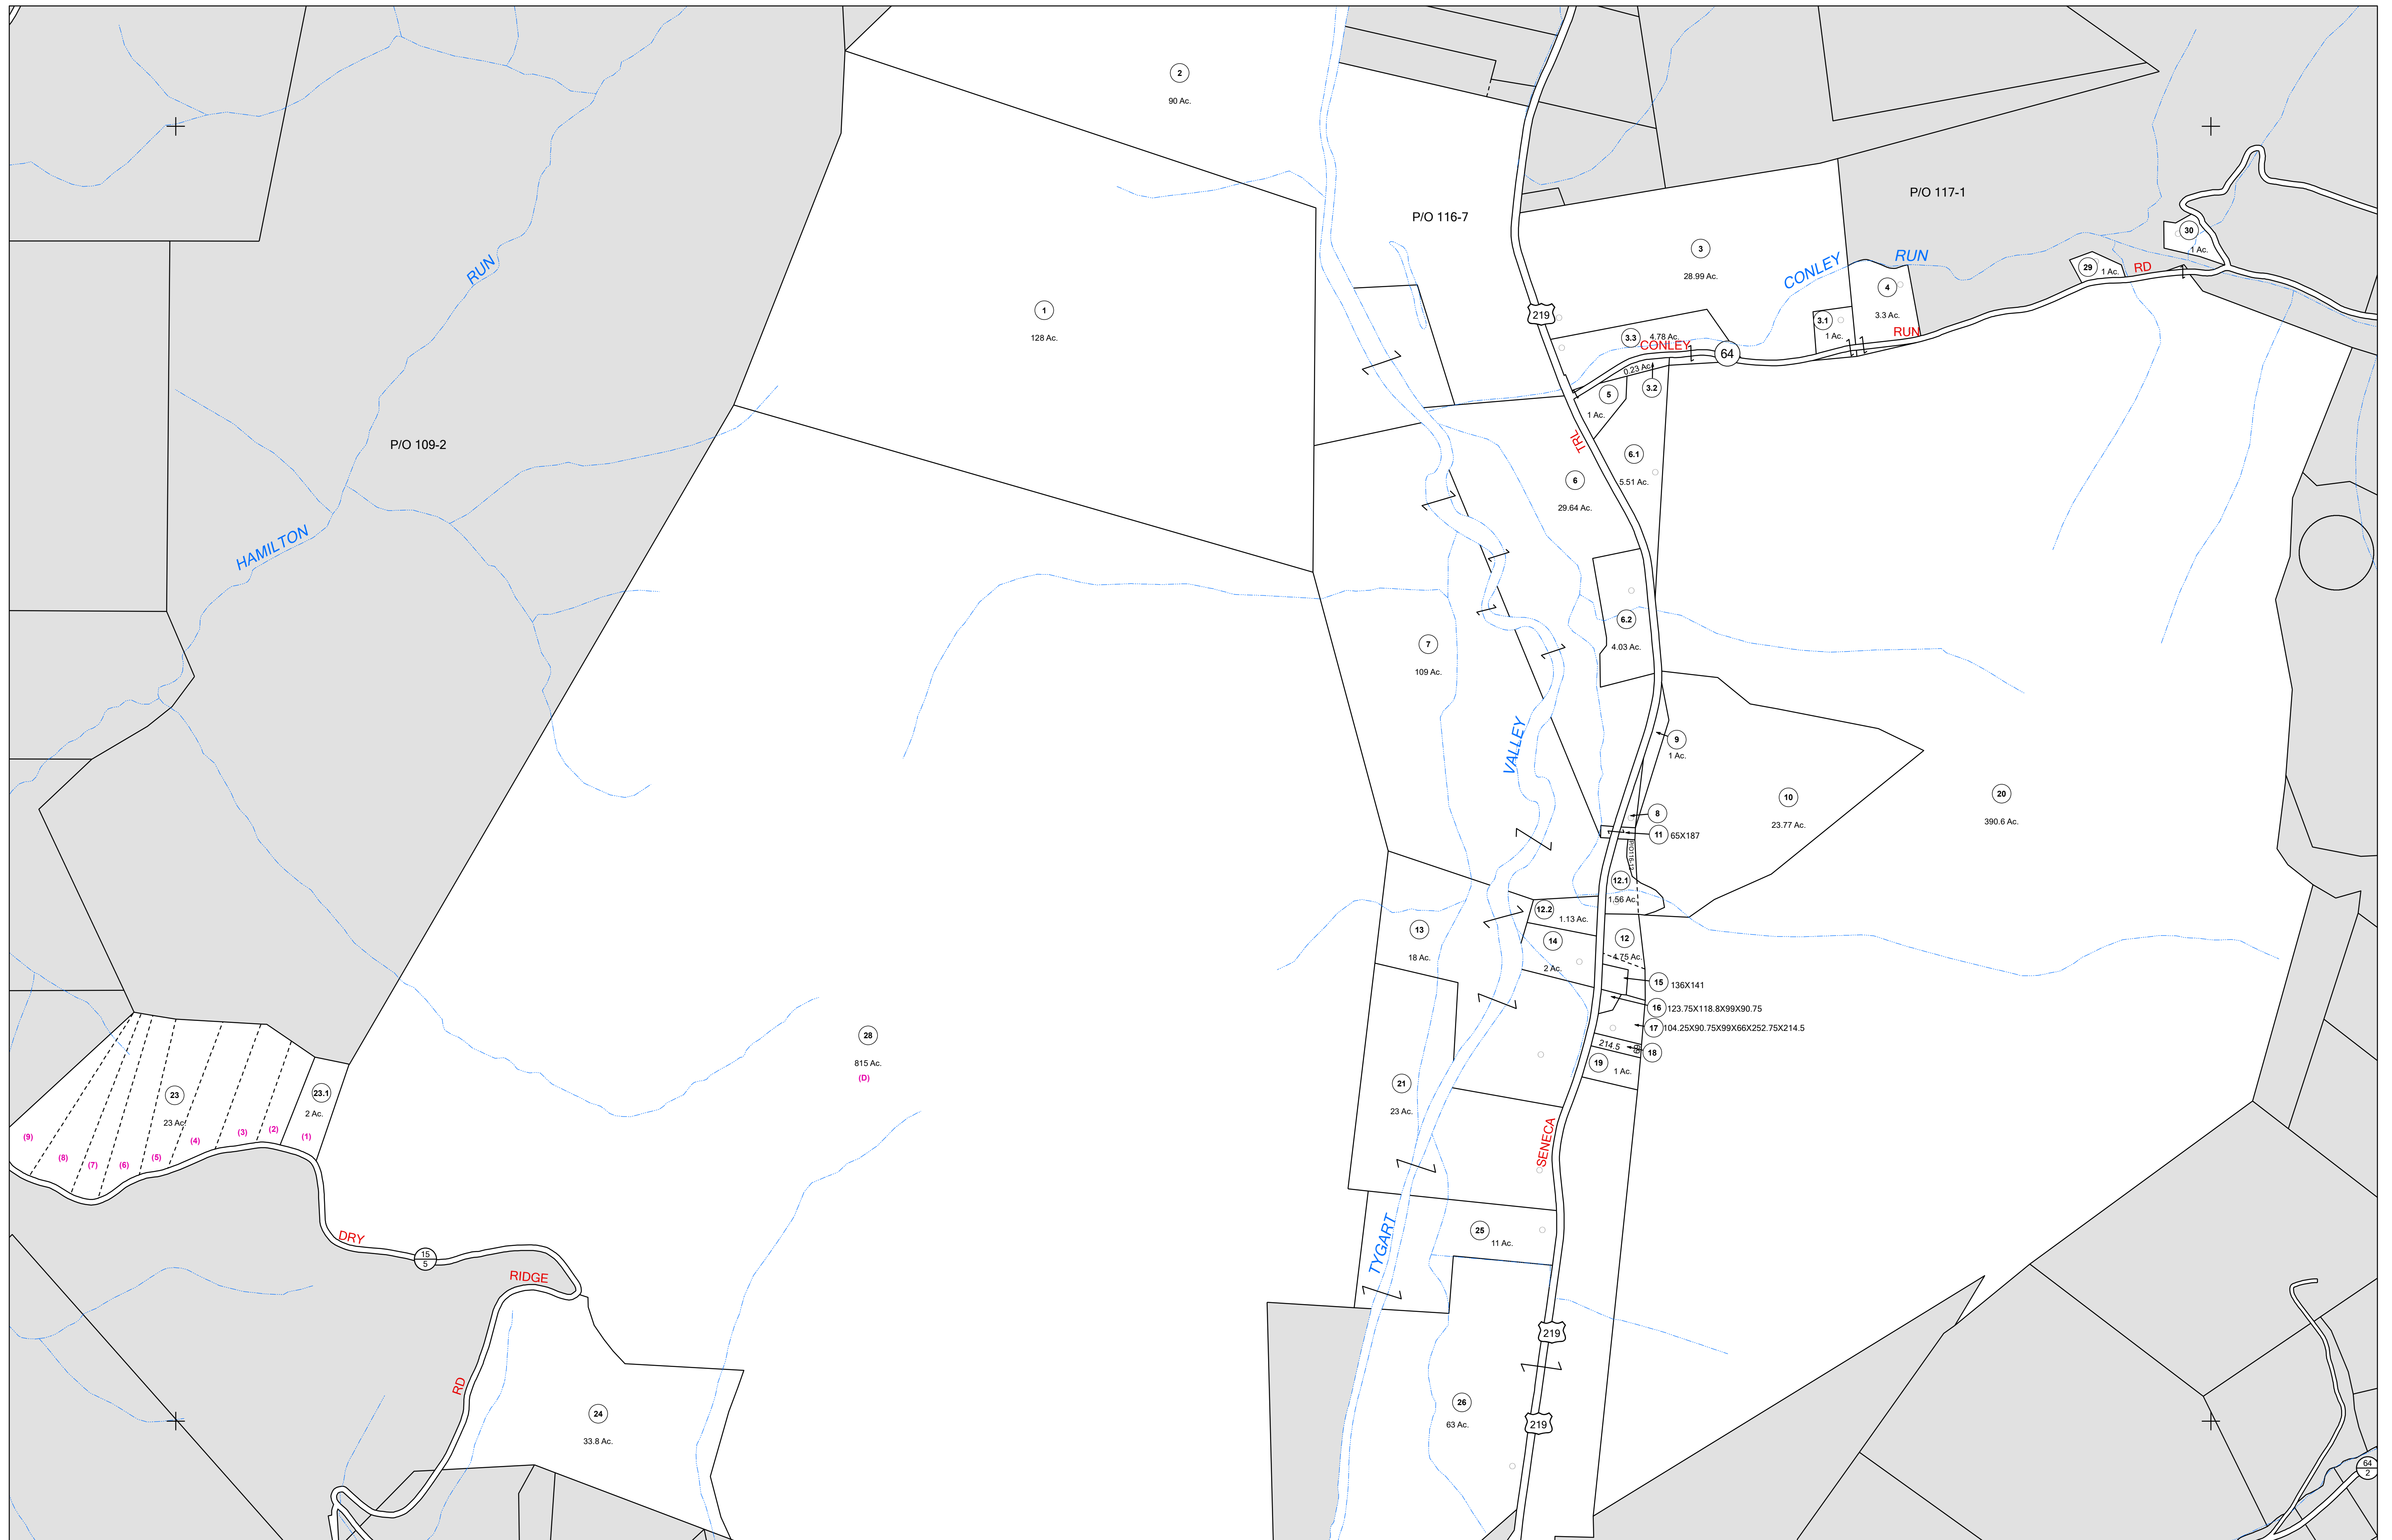 2
90 Ac.
P/O 116-7
P/O 117-1
3
28.99 Ac.
CONLEY
RUN
30
1 Ac.
29
1 Ac.
RD
RUN
4
3.3 Ac.
3.1
1 Ac.
RUN
1
128 Ac.
219
3.3
4.78 Ac.
CONLEY
64
0.23 Ac.
3.2
5
1 Ac.
TRL
6.1
5.51 Ac.
6
29.64 Ac.
P/O 109-2
HAMILTON
6.2
4.03 Ac.
7
109 Ac.
VALLEY
9
1 Ac.
10
23.77 Ac.
20
390.6 Ac.
8
11
65X187
12.1
1.56 Ac.
12.2
1.13 Ac.
13
18 Ac.
14
2 Ac.
12
4.75 Ac.
15
136X141
16
123.75X118.8X99X90.75
17
104.25X90.75X99X66X252.75X214.5
214.5
18
19
1 Ac.
28
815 Ac.
(D)
21
23 Ac.
23
23 Ac.
23.1
2 Ac.
(9)
(8)
(7)
(6)
(5)
(4)
(3)
(2)
(1)
SENECA
TYGART
25
11 Ac.
DRY
15
5
RIDGE
RD
219
24
33.8 Ac.
26
63 Ac.
219
64
2